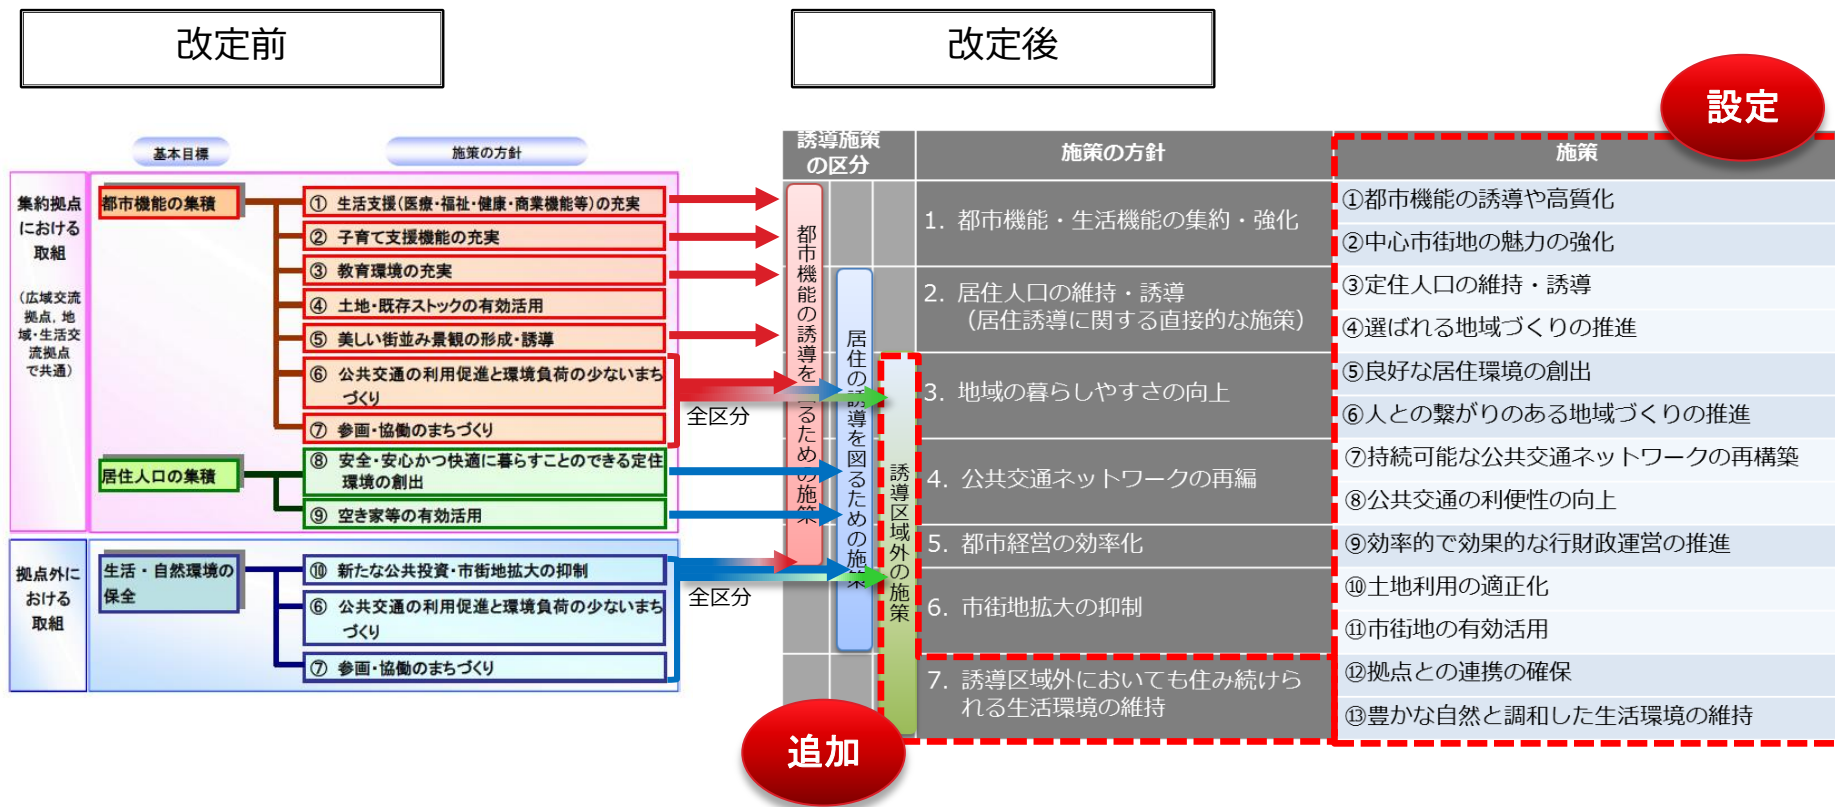 改定前
改定後
設定
基本目標
施策の方針
集約拠点
における
取組
(広域交流
拠点，地
域・生活交
流拠点
で共通)
都市機能の集積
① 生活支援(医療・福祉・健康・商業機能等)の充実
② 子育て支援機能の充実
③ 教育環境の充実
④ 土地・既存ストックの有効活用
⑤ 美しい街並み景観の形成・誘導
⑥ 公共交通の利用促進と環境負荷の少ないまち
づくり
⑦ 参画・協働のまちづくり
全区分
居住人口の集積
⑧ 安全・安心かつ快適に暮らすことのできる定住
環境の創出
⑨ 空き家等の有効活用
拠点外に
おける
取組
生活・自然環境の
保全
⑩ 新たな公共投資・市街地拡大の抑制
⑥ 公共交通の利用促進と環境負荷の少ないまち
づくり
⑦ 参画・協働のまちづくり
全区分
誘導施策
の区分
施策の方針
施策
都市機能の誘導を図るための施策
居住の誘導を図るための施策
誘導区域外の施策
1. 都市機能・生活機能の集約・強化
2. 居住人口の維持・誘導
（居住誘導に関する直接的な施策）
3. 地域の暮らしやすさの向上
4. 公共交通ネットワークの再編
5. 都市経営の効率化
6. 市街地拡大の抑制
7. 誘導区域外においても住み続けら
れる生活環境の維持
①都市機能の誘導や高質化
②中心市街地の魅力の強化
③定住人口の維持・誘導
④選ばれる地域づくりの推進
⑤良好な居住環境の創出
⑥人との繋がりのある地域づくりの推進
⑦持続可能な公共交通ネットワークの再構築
⑧公共交通の利便性の向上
⑨効率的で効果的な行財政運営の推進
⑩土地利用の適正化
⑪市街地の有効活用
⑫拠点との連携の確保
⑬豊かな自然と調和した生活環境の維持
追加